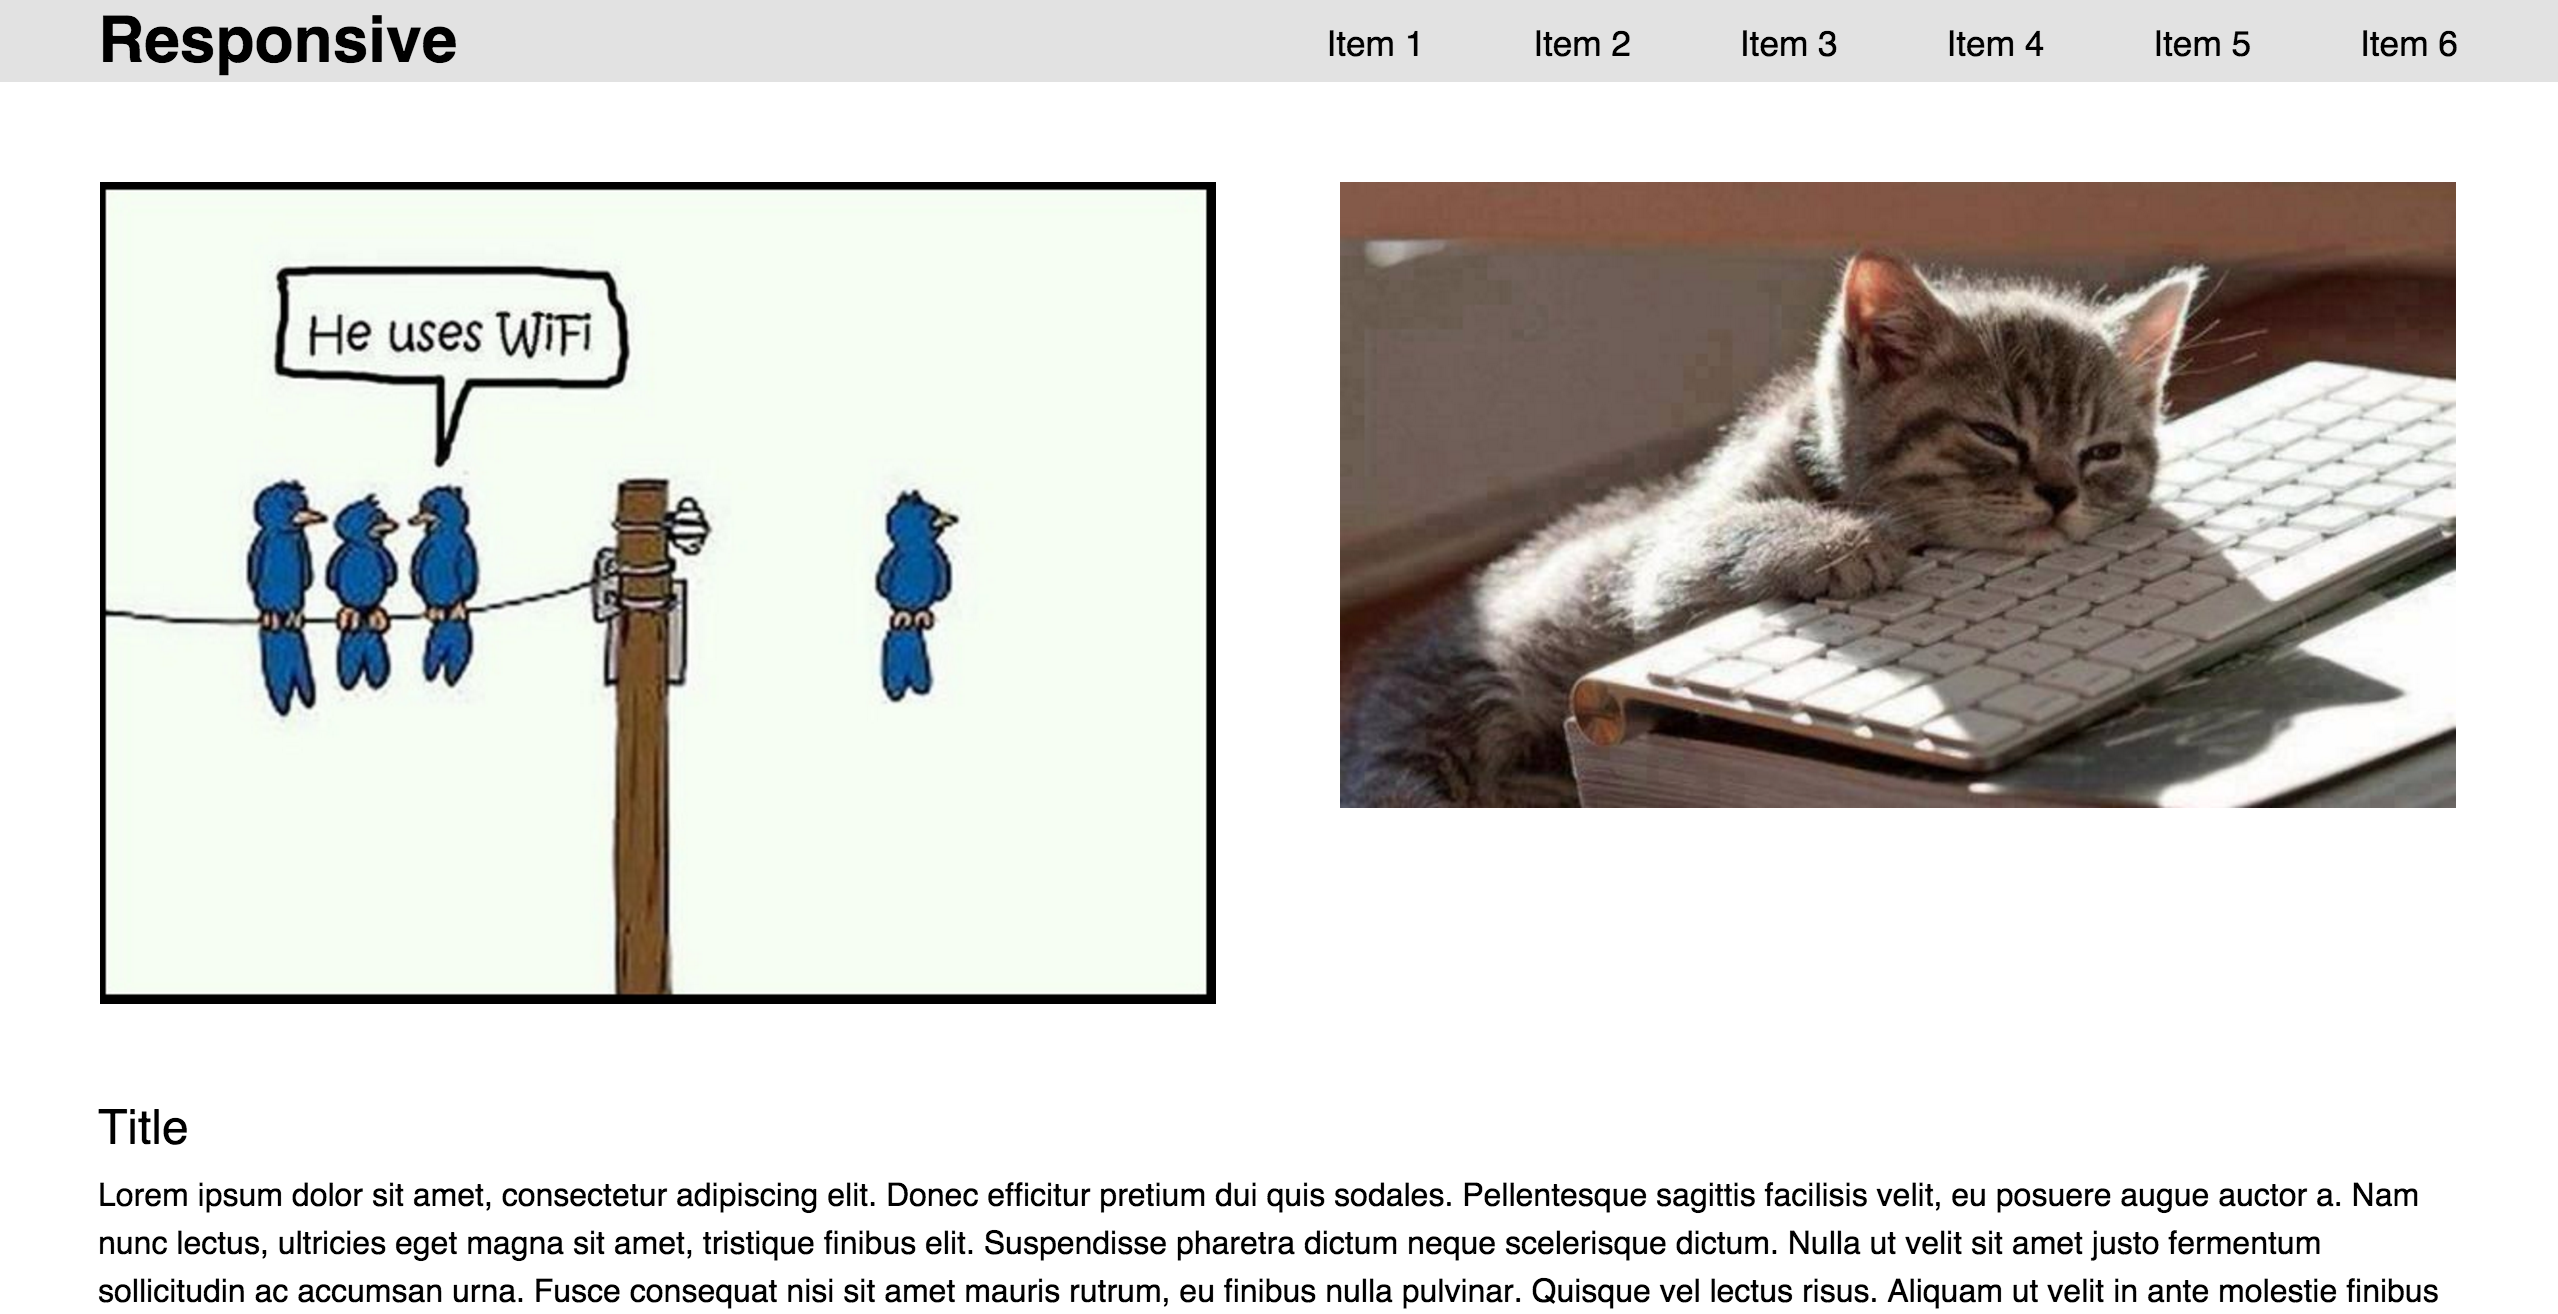 Responsive
Item 1 Item 2 Item 3 Item 4 Item 5 Item 6
He uses WiFi
Title
Lorem ipsum dolor sit amet, consectetur adipiscing elit. Donec efficitur pretium dui quis sodales. Pellentesque sagittis facilisis velit, eu posuere augue auctor a. Nam
nunc lectus, ultricies eget magna sit amet, tristique finibus elit. Suspendisse pharetra dictum neque scelerisque dictum. Nulla ut velit sit amet justo fermentum
sollicitudin ac accumsan urna. Fusce consequat nisi sit amet mauris rutrum, eu finibus nulla pulvinar. Quisque vel lectus risus. Aliquam ut velit in ante molestie finibus